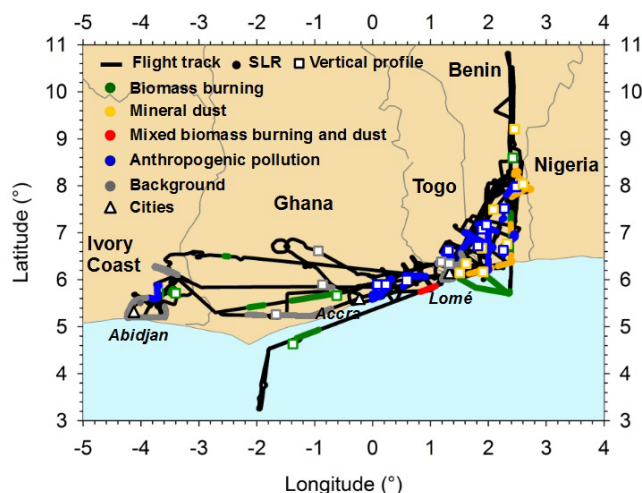 -5 -4 -3 -2 -1 0 1 2 3 4
11
10
9
8
7
6
5
4
3
Flight track SLR Vertical profile
Biomass burning
Mineral dust
Mixed biomass burning and dust
Anthropogenic pollution
Background
Cities
Benin
Nigeria
Togo
Ghana
Ivory
Coast
Abidjan
Accra
Lomé
11
10
9
8
7
6
5
4
3
-5 -4 -3 -2 -1 0 1 2 3 4
Latitude (°)
Longitude (°)